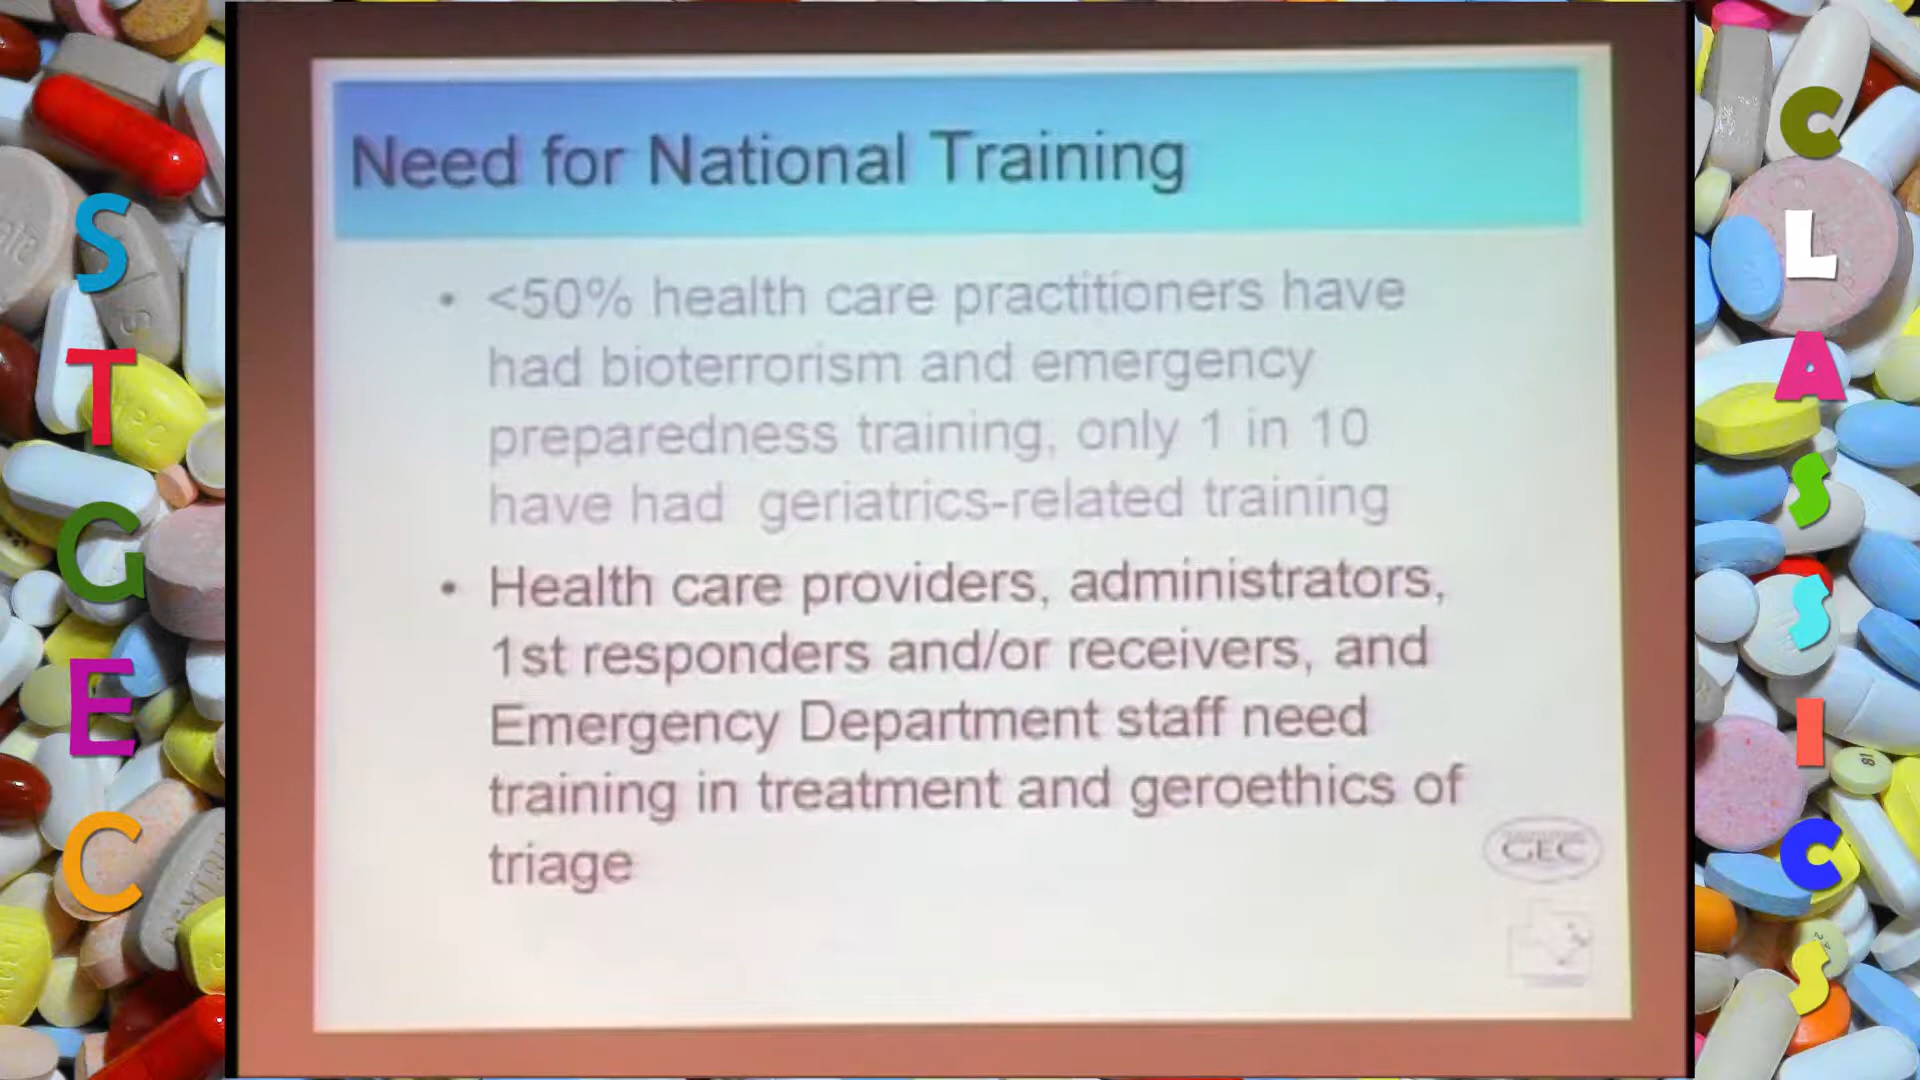 STGEC
CLASSICS
Need for National Training
• <50% health care practitioners have
had bioterrorism and emergency
preparedness training, only 1 in 10
have had geriatrics-related training
• Health care providers, administrators,
1st responders and/or receivers, and
Emergency Department staff need
training in treatment and geroethics of
triage
GEC